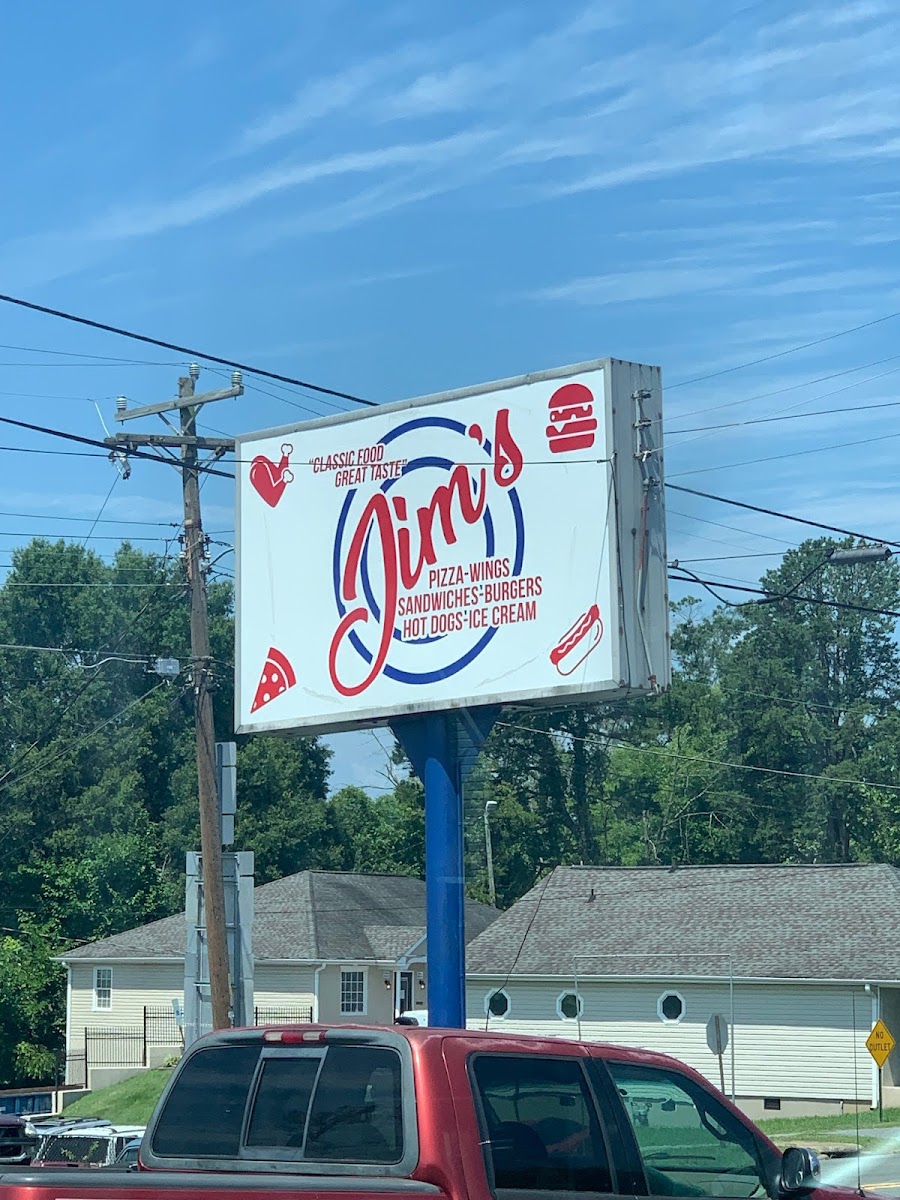 "CLASSIC FOOD
GREAT TASTE"
Jim's
PIZZA-WINGS
SANDWICHES-BURGERS
HOT DOGS-ICE CREAM
NO
OUTLET